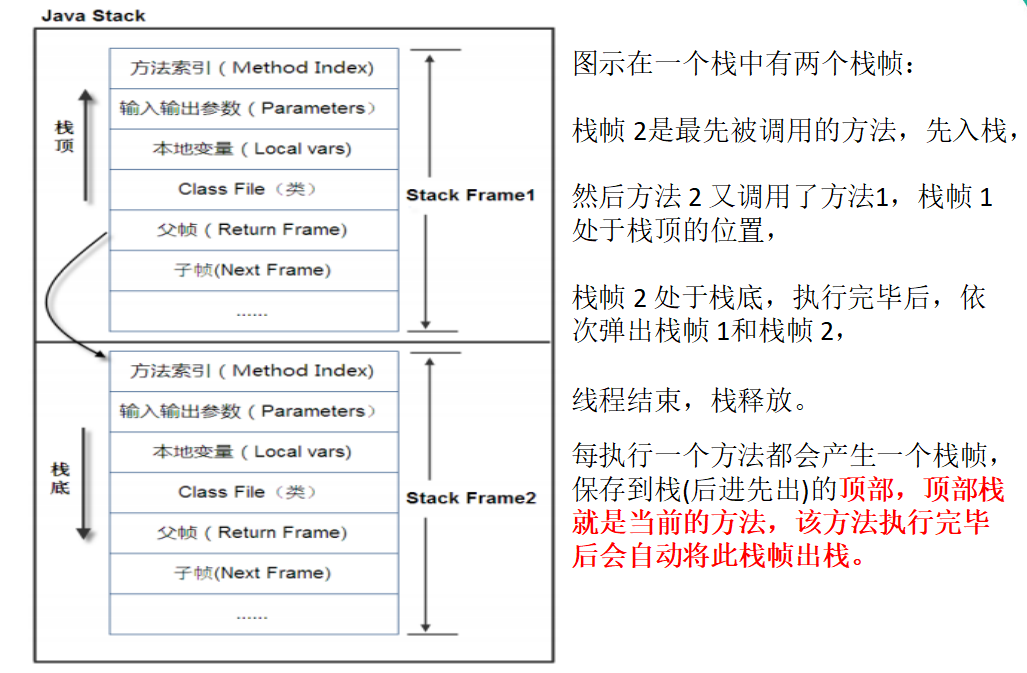 Java Stack
方法索引 ( Method Index)
输入输出参数 ( Parameters）
本地变量 ( Local vars)
Class File（类）
父帧 ( Return Frame)
子帧(Next Frame)
......
栈顶
Stack Frame1
方法索引 ( Method Index)
输入输出参数 ( Parameters）
本地变量 ( Local vars)
Class File（类）
父帧 ( Return Frame)
子帧(Next Frame)
......
栈底
Stack Frame2
图示在一个栈中有两个栈帧：
栈帧 2是最先被调用的方法，先入栈，
然后方法 2 又调用了方法1，栈帧 1
处于栈顶的位置，
栈帧 2 处于栈底，执行完毕后，依
次弹出栈帧 1和栈帧 2，
线程结束，栈释放。
每执行一个方法都会产生一个栈帧，
保存到栈(后进先出)的顶部，顶部栈
就是当前的方法，该方法执行完毕
后会自动将此栈帧出栈。